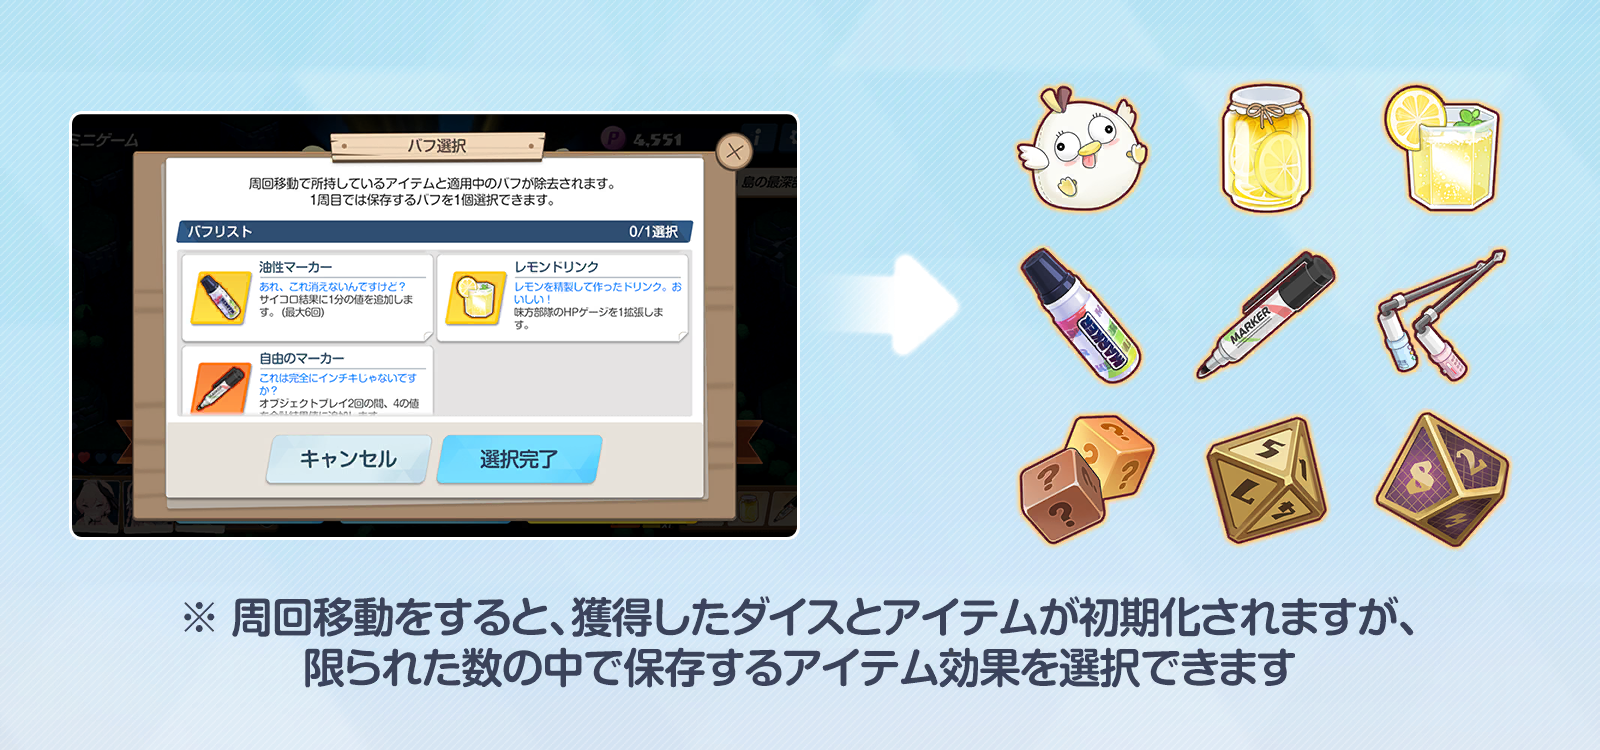 ミニゲーム
4,551
バフ選択
周回移動で所持しているアイテムと適用中のバフが除去されます。
1周目では保存するバフを1個選択できます。
島の最深
バフリスト
0/1選択
油性マーカー
あれ、これ消えないんですけど？
サイコロ結果に1分の値を追加しま
す。(最大6回)
レモンドリンク
レモンを精製して作ったドリンク。お
いしい！
味方部隊のHPゲージを1拡張しま
す。
自由のマーカー
これは完全にインチキじゃないです
か？
オブジェクトプレイ2回の間、4の値
キャンセル
選択完了
MARKER
MARKER
? ? ? ? ?
5 1 7 4
8 2
※ 周回移動をすると、獲得したダイスとアイテムが初期化されますが、
限られた数の中で保存するアイテム効果を選択できます